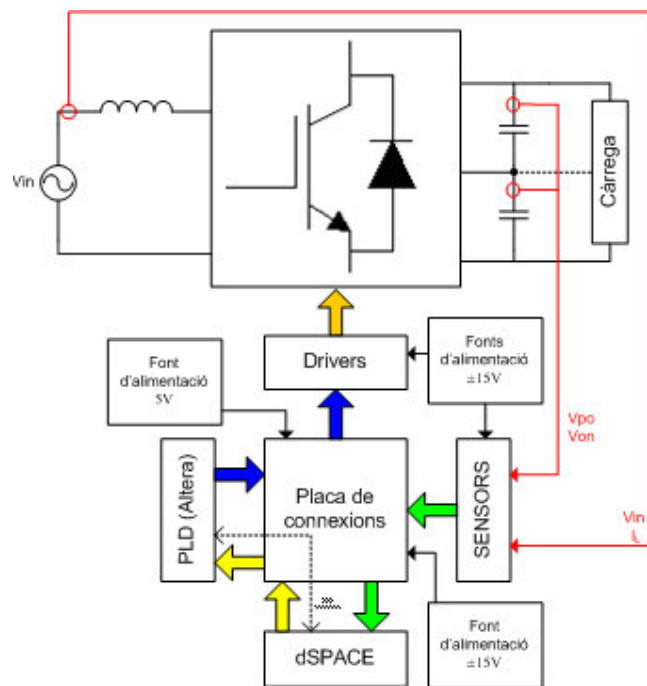 Vin
Càrrega
Drivers
Fonts
d'alimentació
±15V
Font
d'alimentació
5V
Vpo
Von
PLD (Altera)
Placa de
connexions
SENSORS
Vin
IL
dSPACE
Font
d'alimentació
±15V